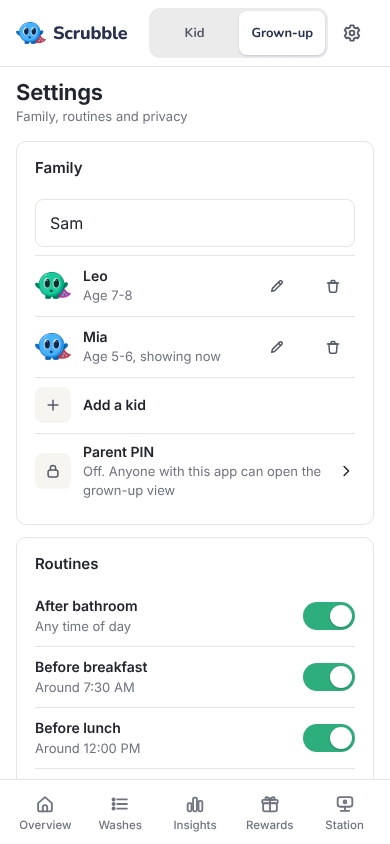 Scrubble
Kid
Grown-up
Settings
Family, routines and privacy
Family
Sam
Leo
Age 7-8
Mia
Age 5-6, showing now
Add a kid
Parent PIN
Off. Anyone with this app can open the
grown-up view
Routines
After bathroom
Any time of day
Before breakfast
Around 7:30 AM
Before lunch
Around 12:00 PM
Overview
Washes
Insights
Rewards
Station